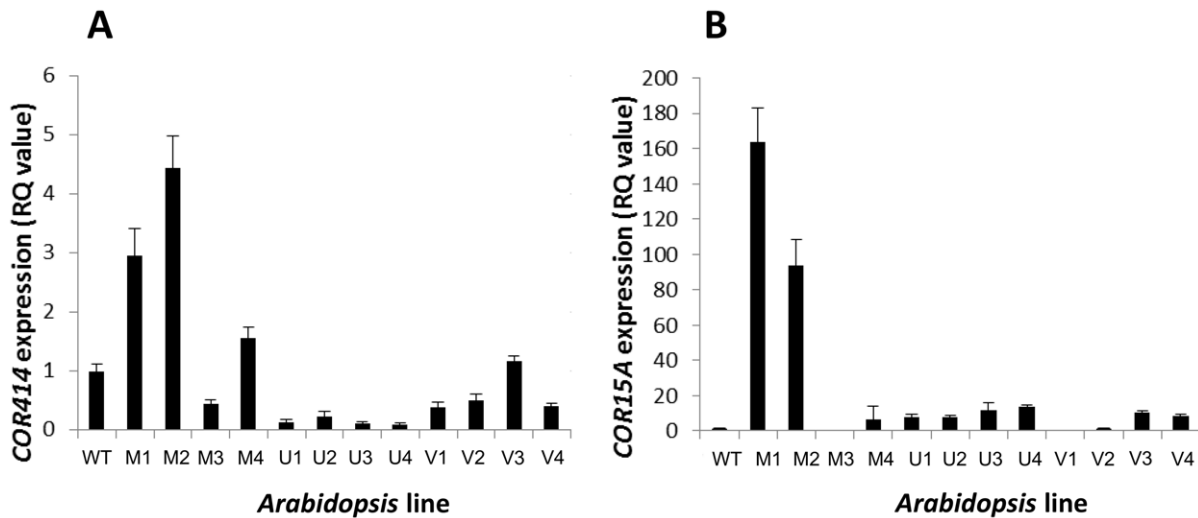 A
COR414 expression (RQ value)
6
5
4
3
2
1
0
WT M1 M2 M3 M4 U1 U2 U3 U4 V1 V2 V3 V4
Arabidopsis line
B
COR15A expression (RQ value)
200
180
160
140
120
100
80
60
40
20
0
WT M1 M2 M3 M4 U1 U2 U3 U4 V1 V2 V3 V4
Arabidopsis line